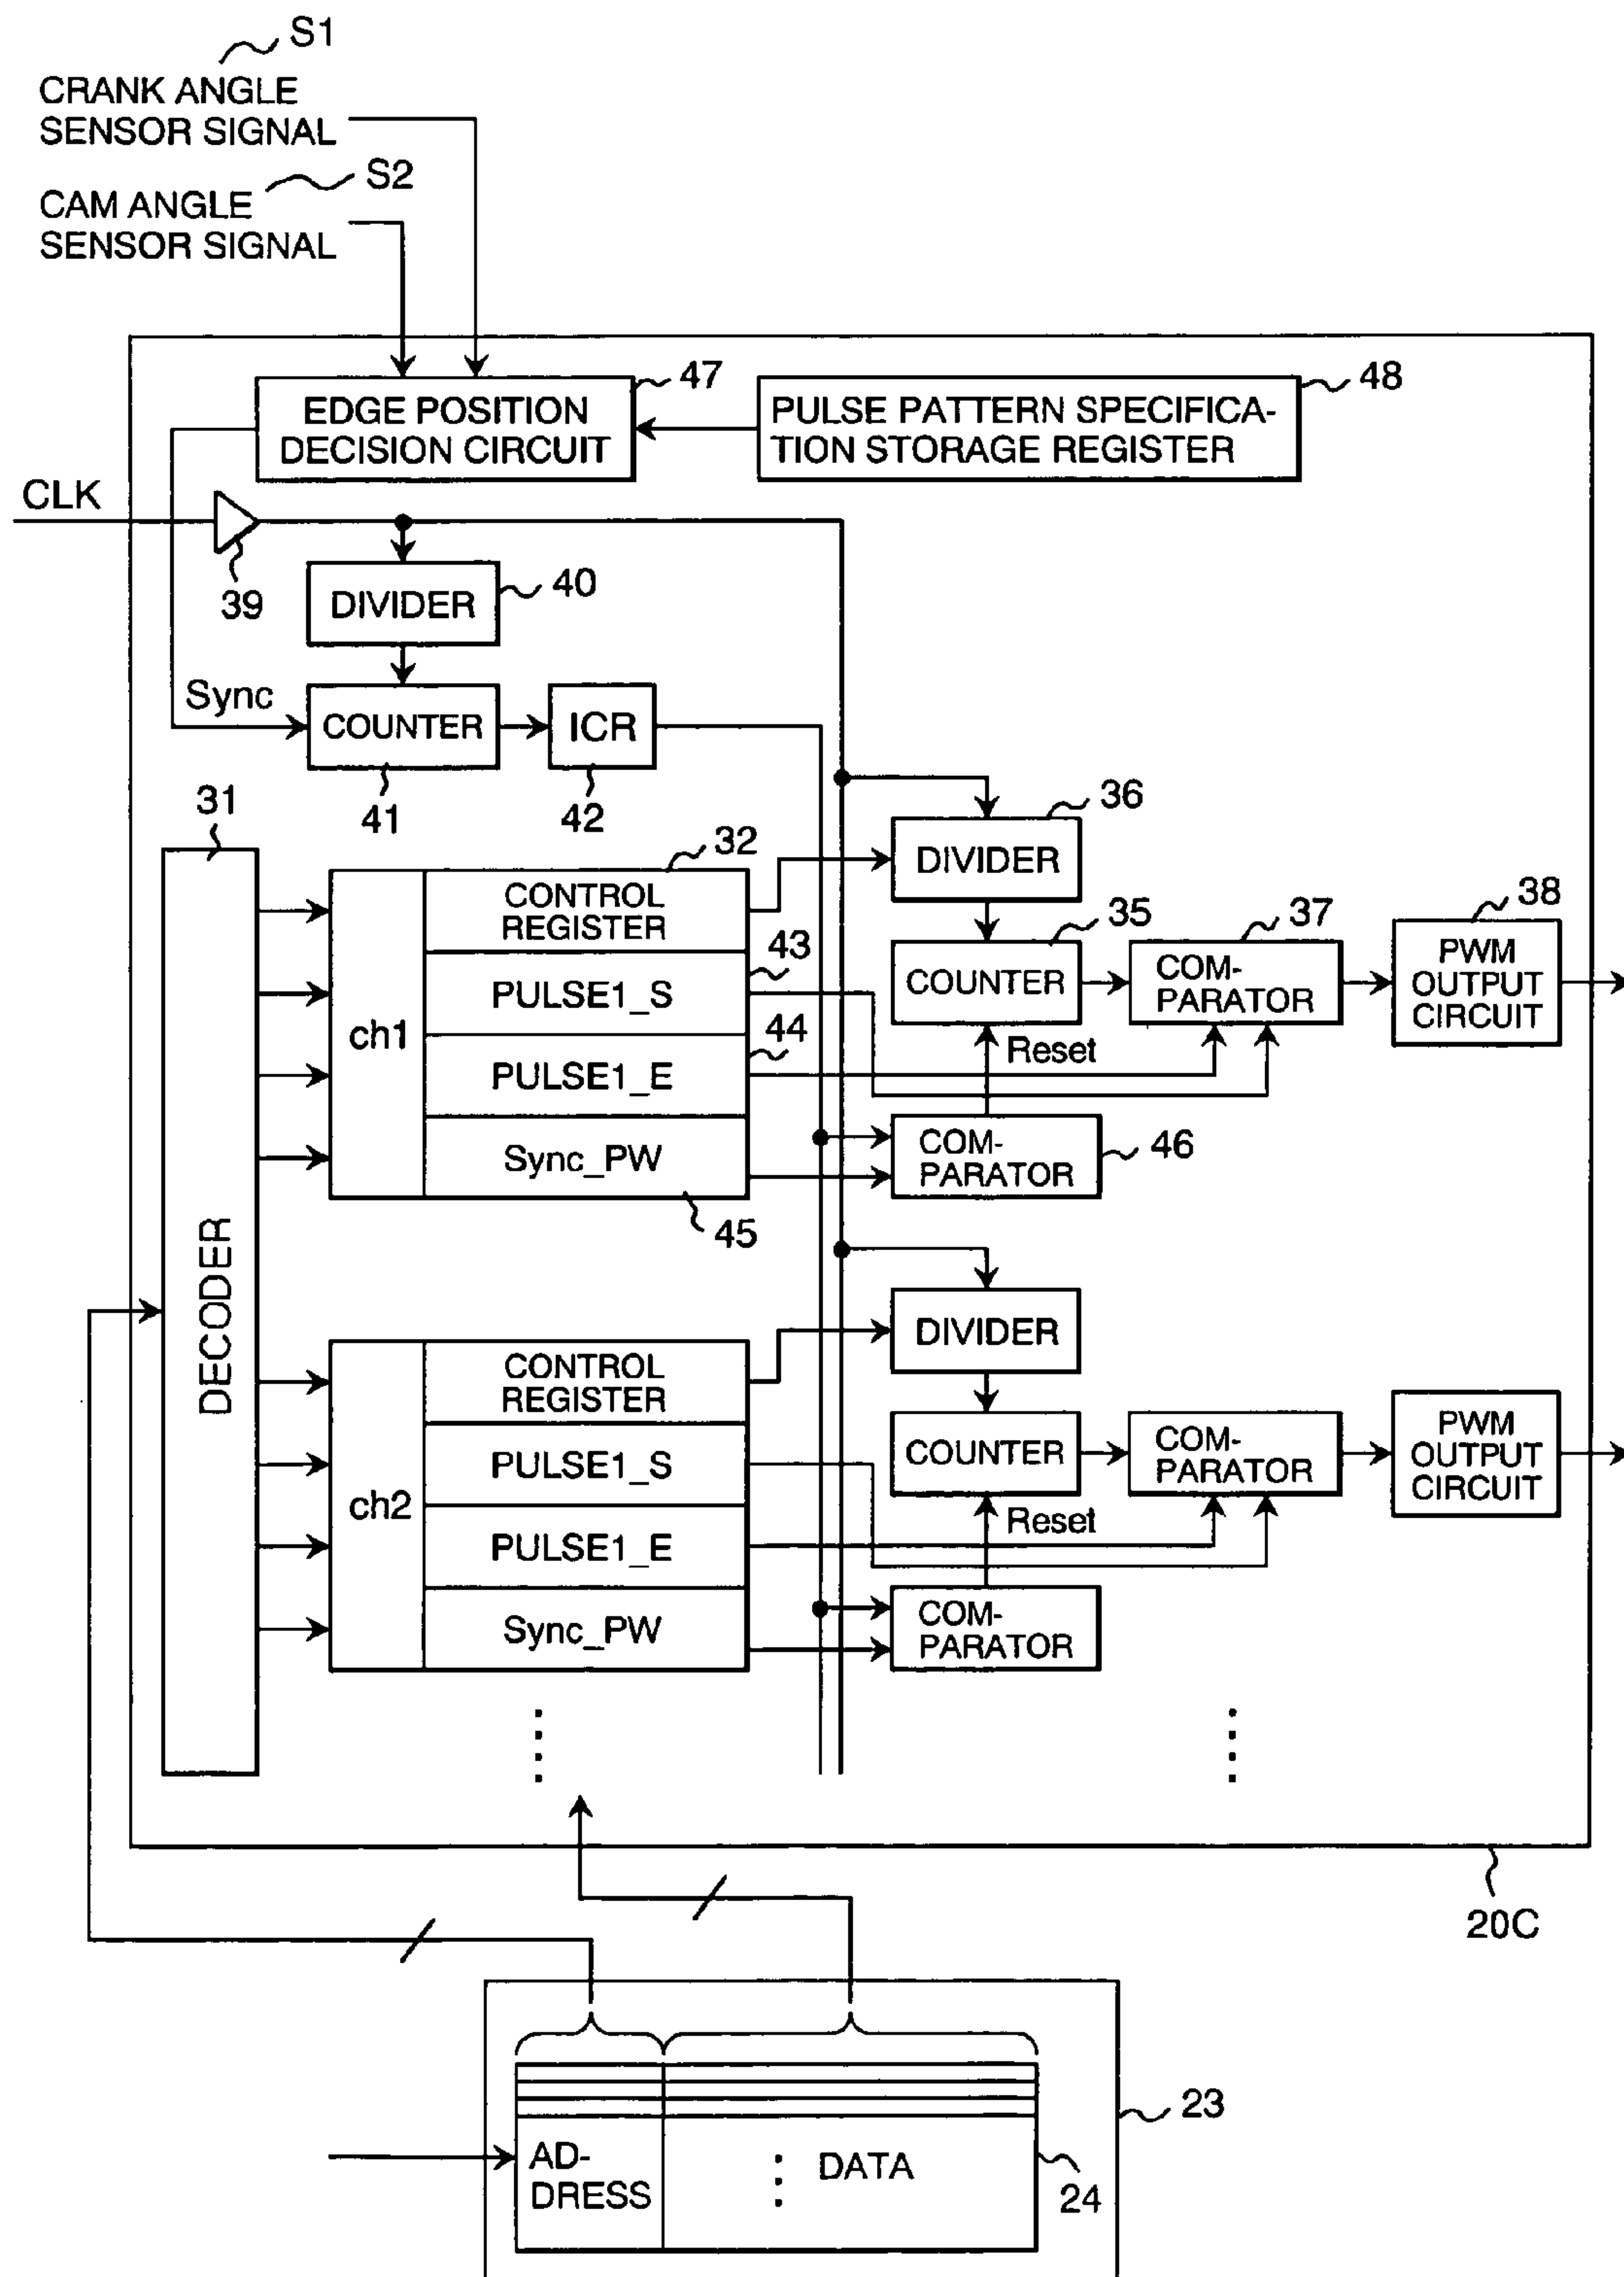 S1
CRANK ANGLE
SENSOR SIGNAL
S2
CAM ANGLE
SENSOR SIGNAL
47
48
EDGE POSITION
DECISION CIRCUIT
PULSE PATTERN SPECIFICA-
TION STORAGE REGISTER
CLK
39
DIVIDER
40
Sync
COUNTER
ICR
41
42
31
DECODER
32
ch1
CONTROL
REGISTER
43
PULSE1_S
44
PULSE1_E
Sync_PW
45
36
DIVIDER
35
COUNTER
37
COM-
PARATOR
38
PWM
OUTPUT
CIRCUIT
Reset
COM-
PARATOR
46
ch2
CONTROL
REGISTER
PULSE1_S
PULSE1_E
Sync_PW
DIVIDER
COUNTER
COM-
PARATOR
PWM
OUTPUT
CIRCUIT
Reset
COM-
PARATOR
20C
23
AD-
DRESS
DATA
24